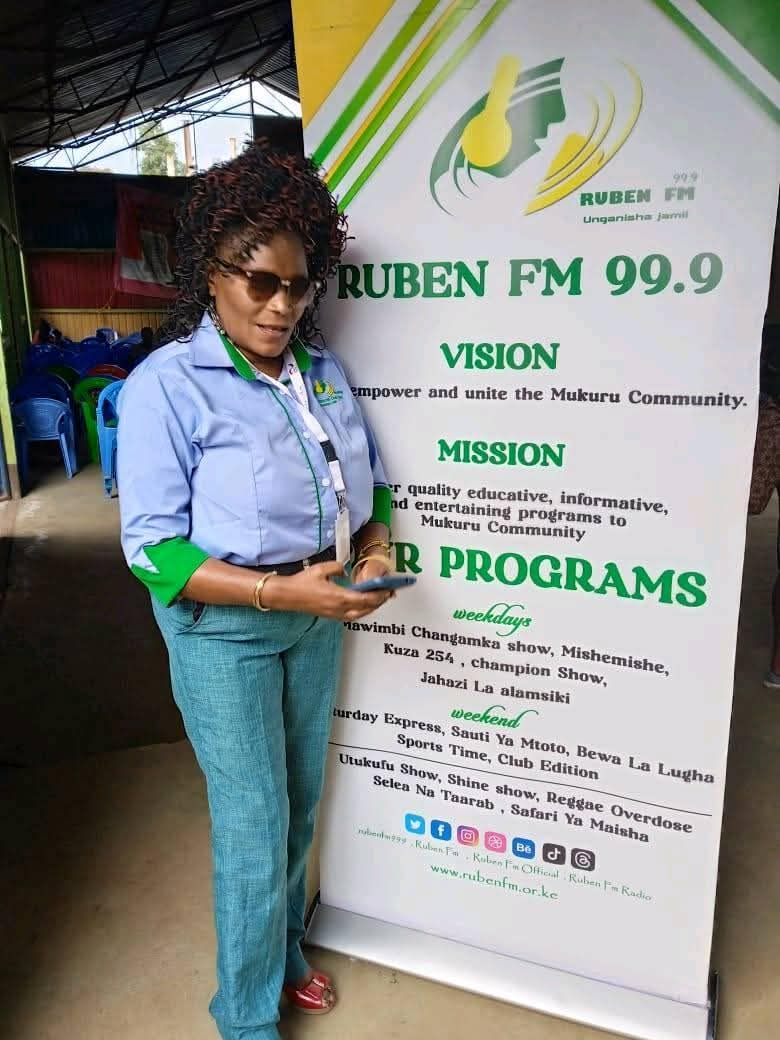 99.9
RUBEN FM
Unganisha jamii
RUBEN FM 99.9
VISION
empower and unite the Mukuru Community.
MISSION
quality educative, informative,
and entertaining programs to
Mukuru Community
PROGRAMS
weekdays
Mawimbi Changamka show, Mishemishe,
Kuza 254 , champion Show,
Jahazi La alamsiki
weekend
turday Express, Sauti Ya Mtoto, Bewa La Lugha
Sports Time, Club Edition
Utukufu Show, Shine show, Reggae Overdose
Selea Na Taarab , Safari Ya Maisha
rubenfm999 . Ruben Fm . Ruben Fm Official . Ruben Fm Radio
www.rubenfm.or.ke